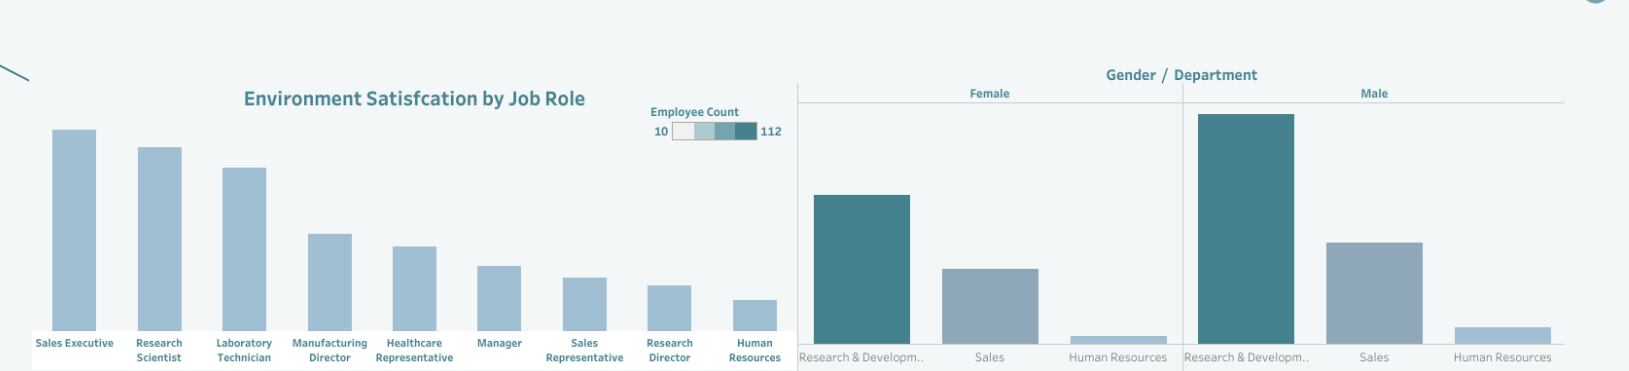 Environment Satisfcation by Job Role
Employee Count
10 112
Sales Executive
Research
Scientist
Laboratory
Technician
Manufacturing
Director
Healthcare
Representative
Manager
Sales
Representative
Research
Director
Human
Resources
Gender / Department
Female
Male
Research & Developm..
Sales
Human Resources
Research & Developm..
Sales
Human Resources